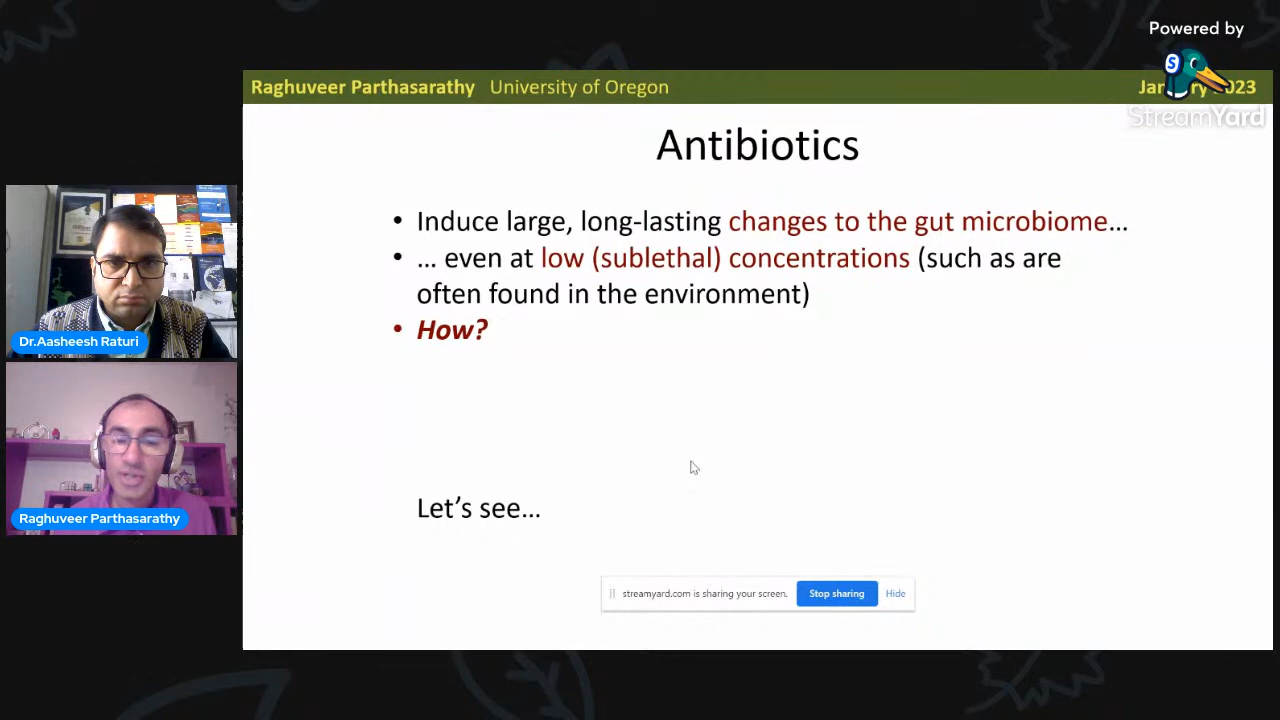 Powered by
StreamYard
Raghuveer Parthasarathy University of Oregon
2023
Antibiotics
• Induce large, long-lasting changes to the gut microbiome…
• … even at low (sublethal) concentrations (such as are
often found in the environment)
• How?
Let's see…
Dr.Aasheesh Raturi
Raghuveer Parthasarathy
streamyard.com is sharing your screen.
Stop sharing
Hide